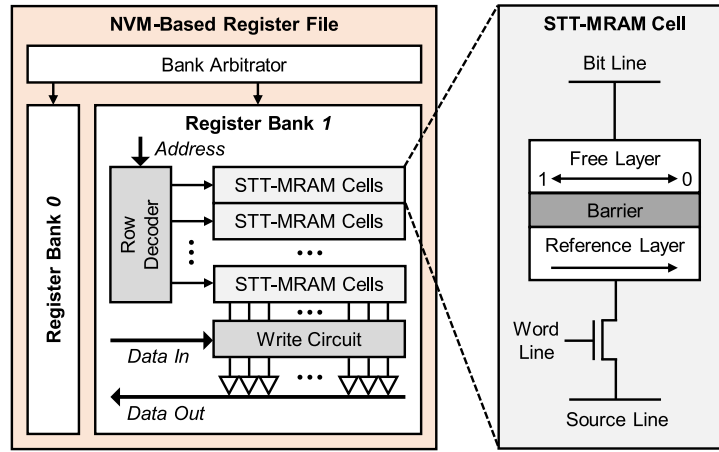 NVM-Based Register File
Bank Arbitrator
Register Bank 0
Register Bank 1
Address
Row
Decoder
STT-MRAM Cells
STT-MRAM Cells
...
...
STT-MRAM Cells
...
Data In
Write Circuit
...
Data Out
STT-MRAM Cell
Bit Line
Free Layer
1 0
Barrier
Reference Layer
Word
Line
Source Line